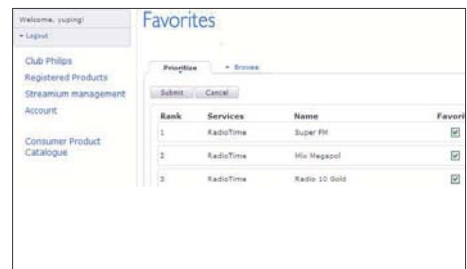 Welcome, yuping!
Logout
Club Philips
Registered Products
Streamium management
Account
Consumer Product
Catalogue
Favorites
Prioritize Browse
Submit Cancel
Rank Services Name Favori
1 RadioTime Super FM
2 RadioTime Mix Megapol
3 RadioTime Radio 10 Gold